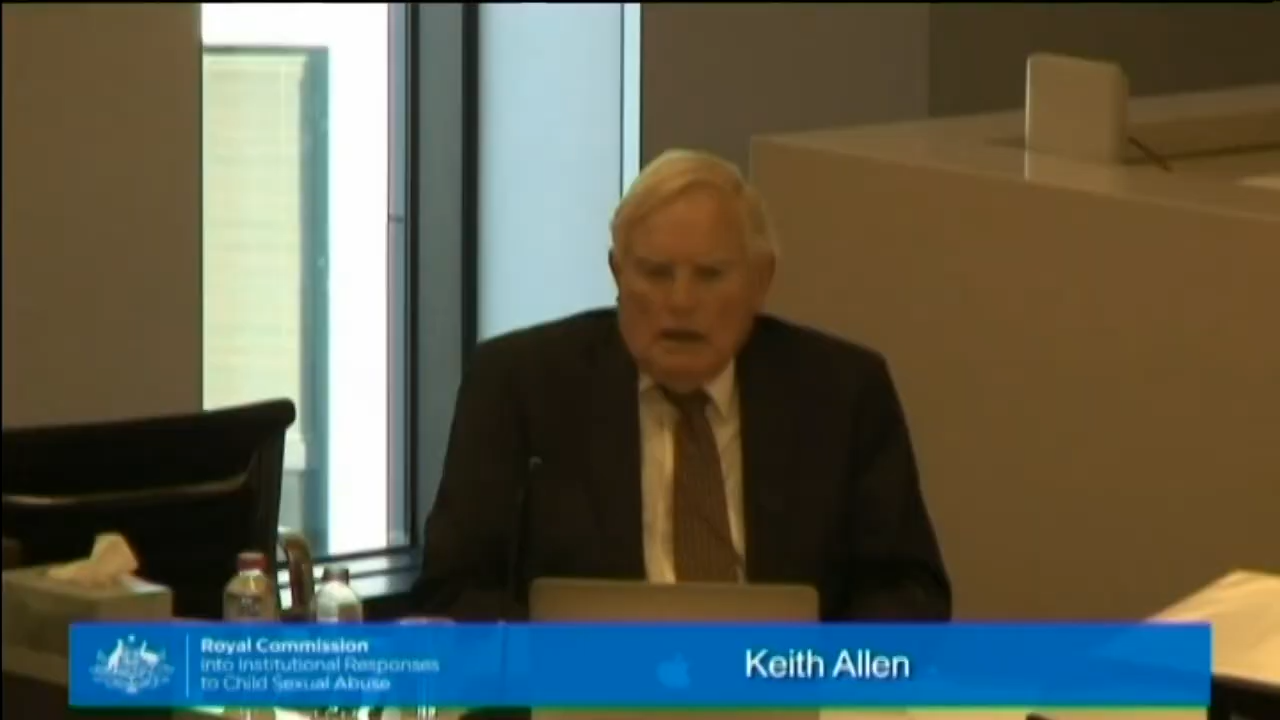 Royal Commission
into Institutional Responses
to Child Sexual Abuse
Keith Allen